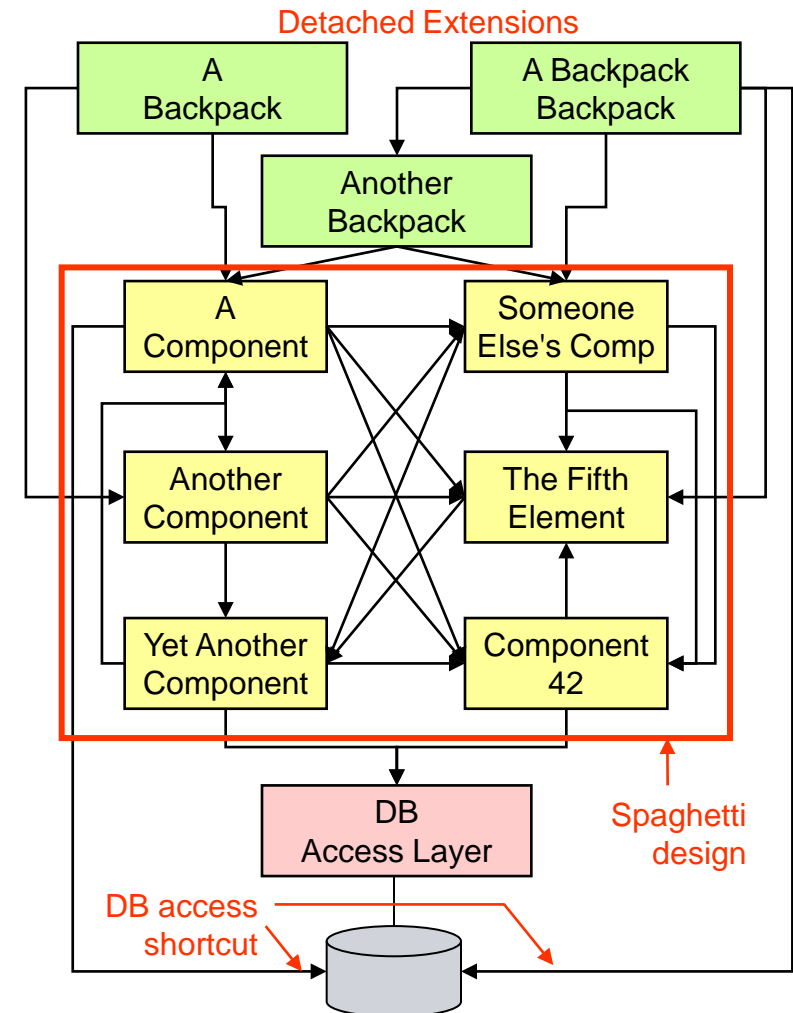 Detached Extensions
A
Backpack
A Backpack
Backpack
Another
Backpack
A
Component
Someone
Else's Comp
Another
Component
The Fifth
Element
Yet Another
Component
Component
42
DB
Access Layer
Spaghetti
design
DB access
shortcut